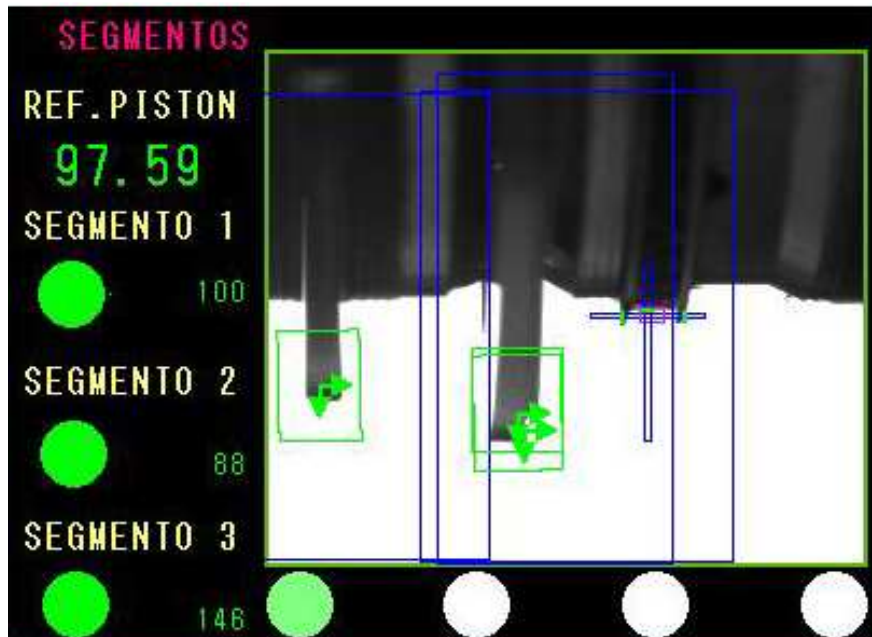 SEGMENTOS
REF.PISTON
97.59
SEGMENTO 1
100
SEGMENTO 2
88
SEGMENTO 3
146